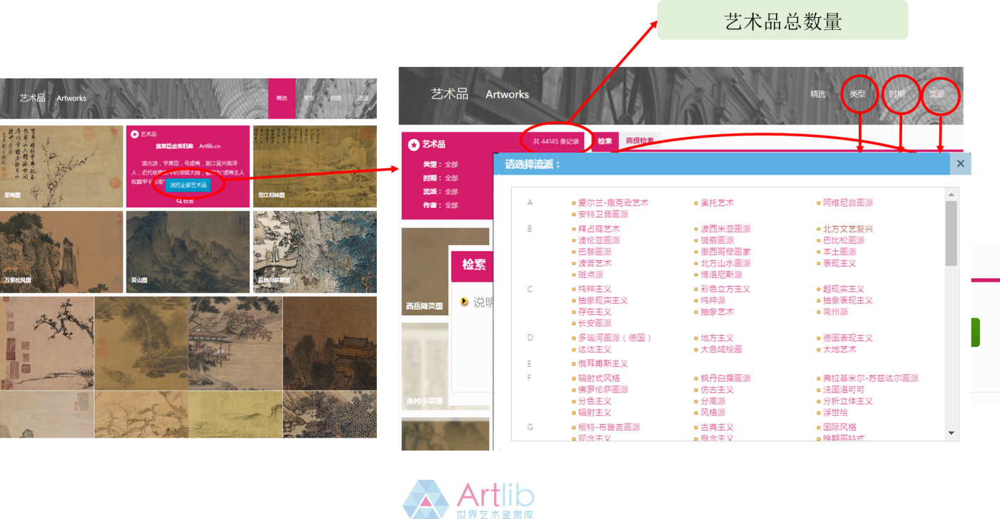 艺术品总数量
艺术品 Artworks
精选 类型 时期 流派
墨梅图
艺术品
庞莱臣虚斋旧藏 Artlib.cn
庞元济，字莱臣，号虚斋，浙江吴兴南浔
人，近代收藏家中的顶级大师，被称为"虚斋主人
收藏甲于东南"
浏览全部艺术品
检索
雪江归棹图
万壑松风图
夏山图
葛稚川移居图
艺术品 Artworks
精选 类型 时期 流派
艺术品
共 44145 条记录
检索 高级检索
类型：全部
时期：全部
流派：全部
作者：全部
西岳降灵图
渔村小雪图
检索
说明
请选择流派：
×
A 爱尔兰-撒克逊艺术 奥托艺术 阿维尼翁画派
安特卫普画派
B 拜占庭艺术 波西米亚画派 北方文艺复兴
波伦亚画派 斑痕画派 巴比松画派
巴黎画派 墨西哥壁画家 本土画派
波普艺术 北方山水画派 表现主义
斑点派 博洛尼斯派
C 纯粹主义 彩色立方主义 超现实主义
抽象现实主义 纯粹派 抽象表现主义
存在主义 抽象艺术 常州派
长安画派
D 多瑙河画派（德国） 地方主义 德国表现主义
达达主义 大色域绘画 大地艺术
E 俄耳甫斯主义
F 辐射式风格 枫丹白露画派 弗拉基米尔-苏兹达尔画派
佛罗伦萨画派 仿古主义 法国洛可可
分色主义 分离派 分析立体主义
辐射主义 风格派 浮世绘
G 根特-布鲁吉画派 古典主义 国际风格
观念主义 概念主义 晚期哥特式
Artlib
世界艺术鉴赏库